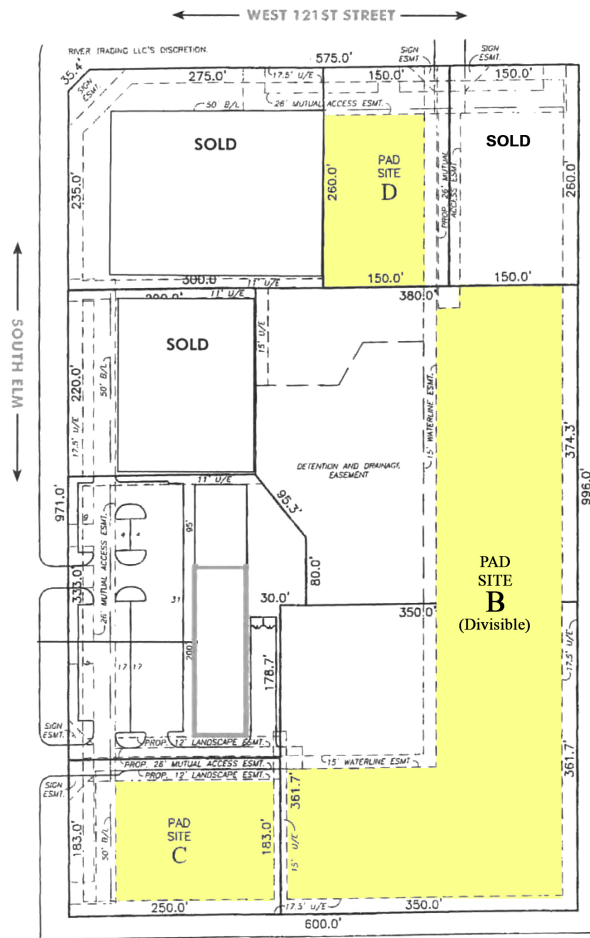 WEST 121ST STREET
RIVER TRADING LLC'S DISCRETION.
575.0'
SIGN
ESMT.
SIGN
ESMT.
35.4'
SIGN
ESMT.
275.0'
17.5' U/E
150.0'
150.0'
50' B/L
26' MUTUAL ACCESS ESMT.
SOLD
PAD
SITE
D
SOLD
235.0'
260.0'
PROP. 26' MUTUAL
ACCESS ESMT.
260.0'
300.0'
11' U/E
150.0'
150.0'
11' U/E
380.0'
SOUTH ELM
SOLD
15' U/E
220.0'
50' B/L
17.5' U/E
15' WATERLINE ESMT.
374.3'
DETENTION AND DRAINAGE
EASEMENT
11' U/E
971.0'
996.0'
95.3'
95'
26' MUTUAL ACCESS ESMT.
4
4
80.0'
333.0'
31
30.0'
350.0'
PAD
SITE
B
(Divisible)
200'
178.7'
17
17
17.5' U/E
SIGN
ESMT.
PROP. 12' LANDSCAPE ESMT.
PROP. 26' MUTUAL ACCESS ESMT.
15' WATERLINE ESMT.
PROP. 12' LANDSCAPE ESMT.
SIGN
ESMT.
361.7'
361.7'
PAD
SITE
C
183.0'
50' B/L
183.0'
15' U/E
250.0'
17.5' U/E
350.0'
600.0'